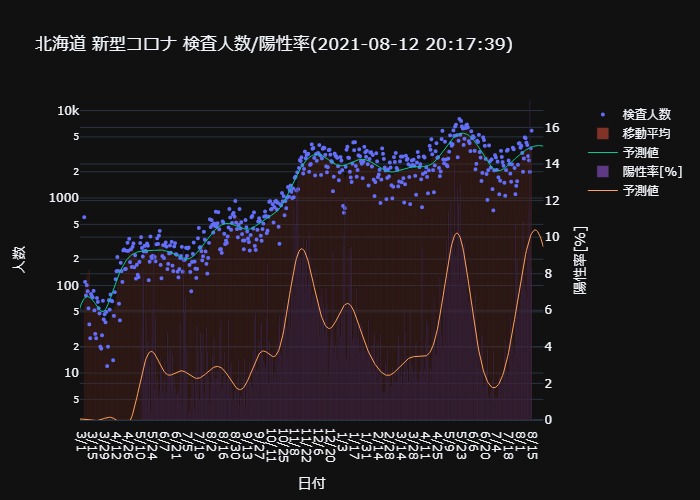 北海道 新型コロナ 検査人数/陽性率(2021-08-12 20:17:39)
検査人数
移動平均
予測値
陽性率[%]
予測値
人数
10k
5
2
1000
5
2
100
5
2
10
5
陽性率[%]
16
14
12
10
8
6
4
2
0
3/1 3/15 3/29 4/12 4/26 5/10 5/24 6/7 6/21 7/5 7/19 8/2 8/16 8/30 9/13 9/27 10/11 10/25 11/8 11/22 12/6 12/20 1/3 1/17 1/31 2/14 2/28 3/14 3/28 4/11 4/25 5/9 5/23 6/6 6/20 7/4 7/18 8/1 8/15
日付